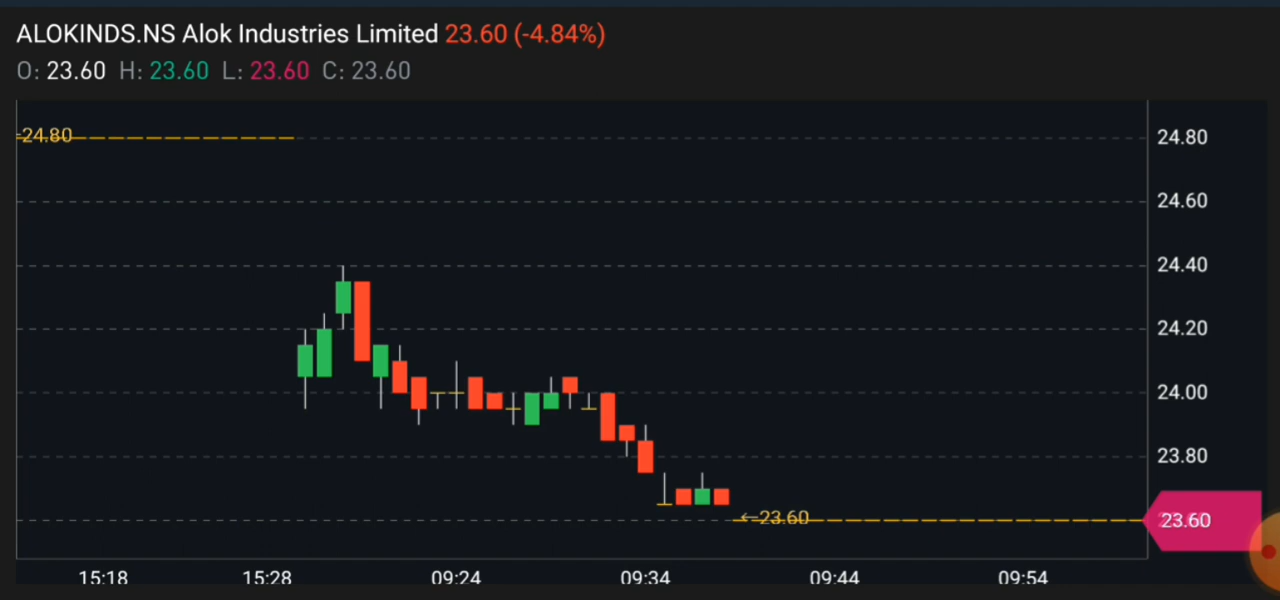 ALOKINDS.NS Alok Industries Limited 23.60 (-4.84%)
O: 23.60 H: 23.60 L: 23.60 C: 23.60
24.80 24.80
24.60
24.40
24.20
24.00
23.80
←23.60 23.60
15:18 15:28 09:24 09:34 09:44 09:54